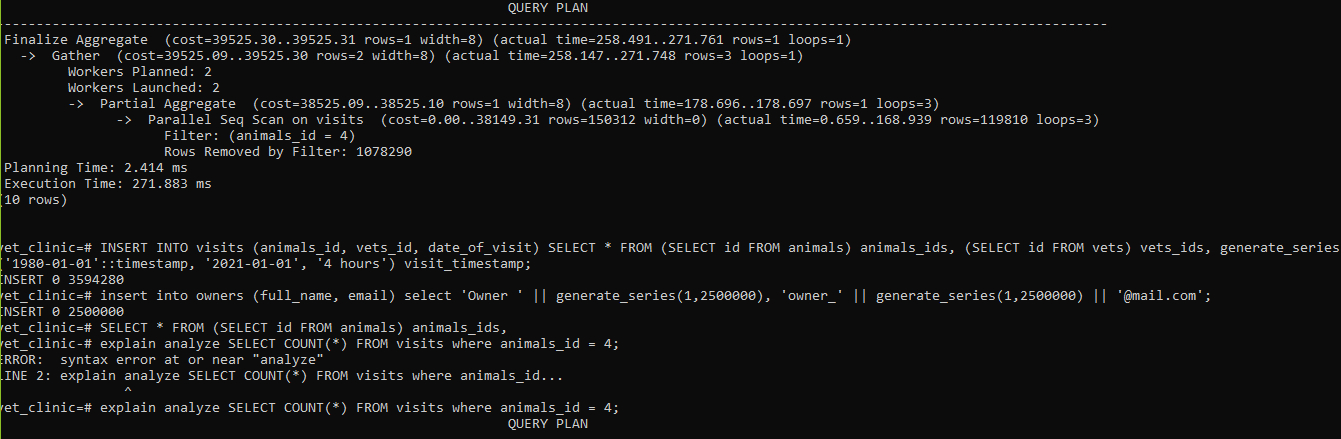 QUERY PLAN
-----------------------------------------------------------------------------------------------------------------------------------------
Finalize Aggregate  (cost=39525.30..39525.31 rows=1 width=8) (actual time=258.491..271.761 rows=1 loops=1)
->  Gather  (cost=39525.09..39525.30 rows=2 width=8) (actual time=258.147..271.748 rows=3 loops=1)
Workers Planned: 2
Workers Launched: 2
->  Partial Aggregate  (cost=38525.09..38525.10 rows=1 width=8) (actual time=178.696..178.697 rows=1 loops=3)
->  Parallel Seq Scan on visits  (cost=0.00..38149.31 rows=150312 width=0) (actual time=0.659..168.939 rows=119810 loops=3)
Filter: (animals_id = 4)
Rows Removed by Filter: 1078290
Planning Time: 2.414 ms
Execution Time: 271.883 ms
(10 rows)
vet_clinic=# INSERT INTO visits (animals_id, vets_id, date_of_visit) SELECT * FROM (SELECT id FROM animals) animals_ids, (SELECT id FROM vets) vets_ids, generate_series
('1980-01-01'::timestamp, '2021-01-01', '4 hours') visit_timestamp;
INSERT 0 3594280
vet_clinic=# insert into owners (full_name, email) select 'Owner ' || generate_series(1,2500000), 'owner_' || generate_series(1,2500000) || '@mail.com';
INSERT 0 2500000
vet_clinic=# SELECT * FROM (SELECT id FROM animals) animals_ids,
vet_clinic-# explain analyze SELECT COUNT(*) FROM visits where animals_id = 4;
ERROR:  syntax error at or near "analyze"
LINE 2: explain analyze SELECT COUNT(*) FROM visits where animals_id...
^
vet_clinic=# explain analyze SELECT COUNT(*) FROM visits where animals_id = 4;
QUERY PLAN